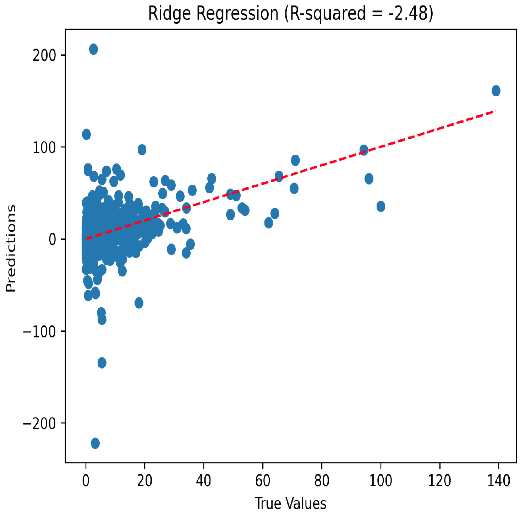 Ridge Regression (R-squared = -2.48)
200
100
0
−100
−200
Predictions
0 20 40 60 80 100 120 140
True Values